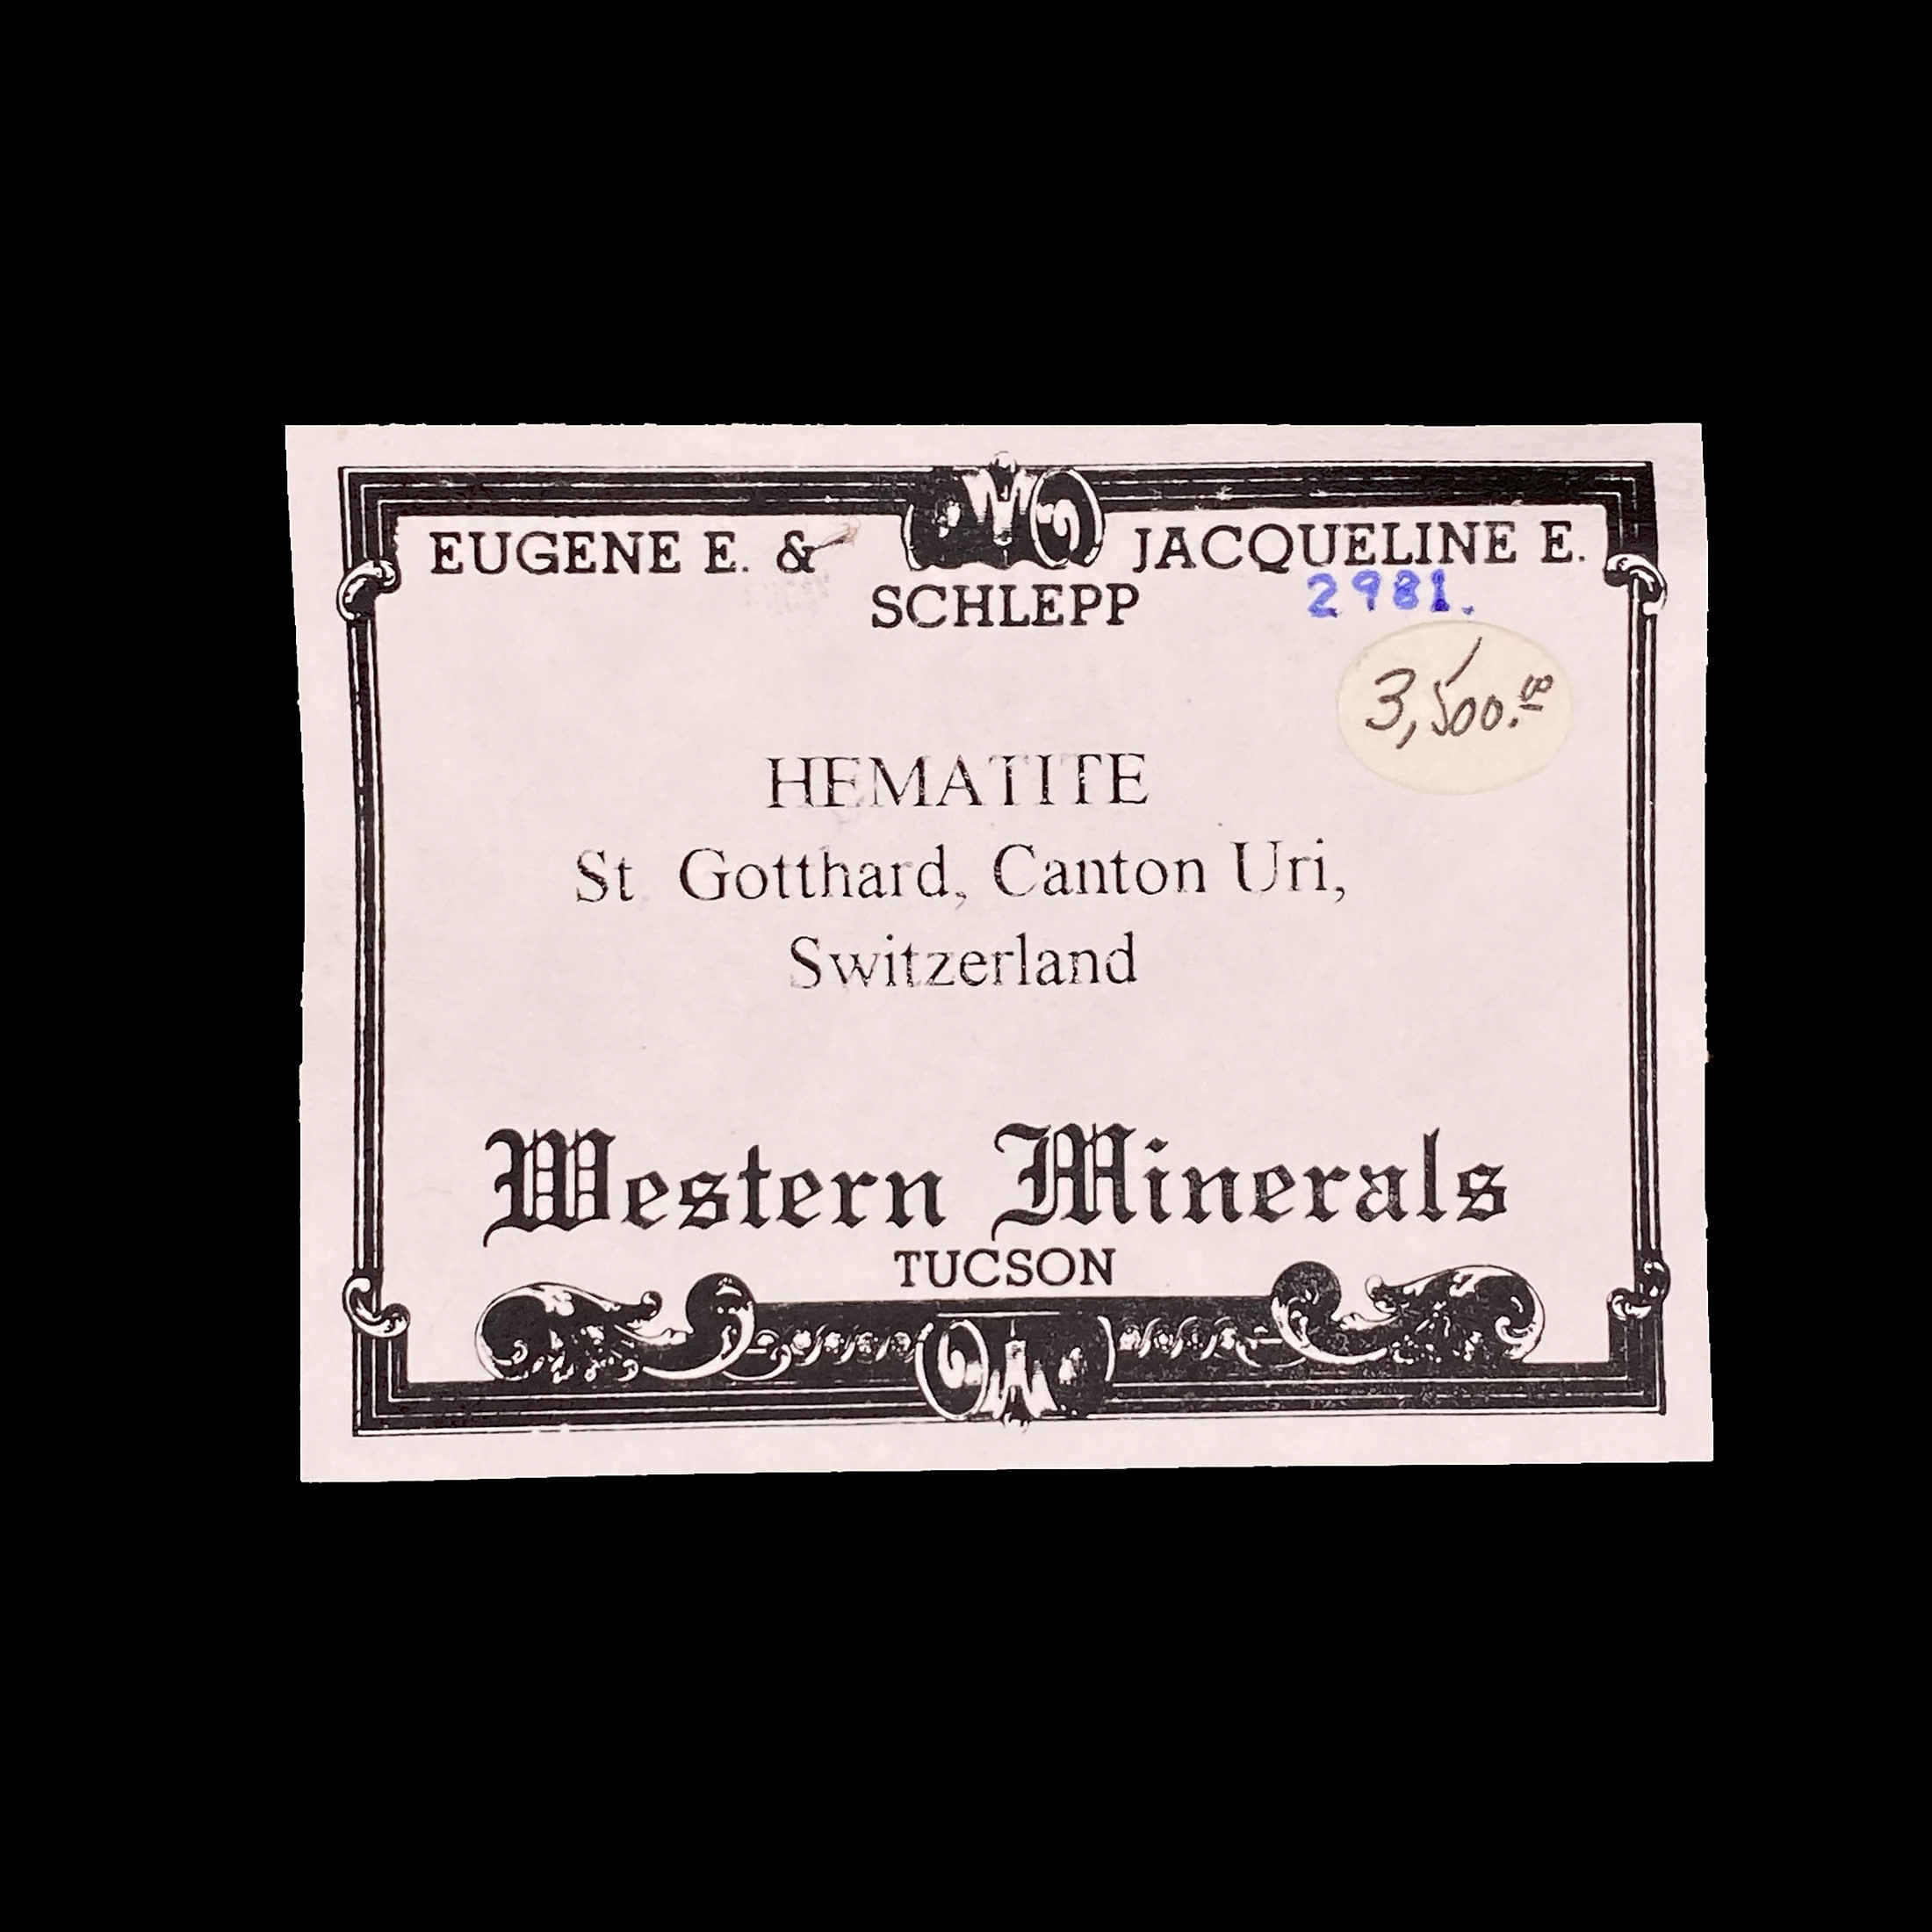 EUGENE E. & JACQUELINE E.
SCHLEPP
2981.
3,500.00
HEMATITE
St. Gotthard, Canton Uri,
Switzerland
Western Minerals
TUCSON